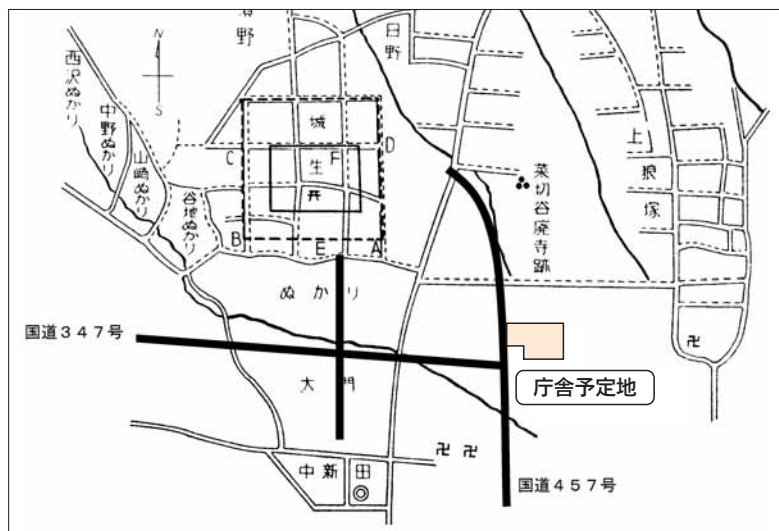 野
日野
N
S
西沢ぬかり
中野ぬかり
山崎ぬかり
谷地ぬかり
城
生
C
D
F
B
E
A
上狼塚
菜切谷廃寺跡
ぬかり
国道347号
大門
庁舎予定地
卍
卍 卍
中新田
国道457号